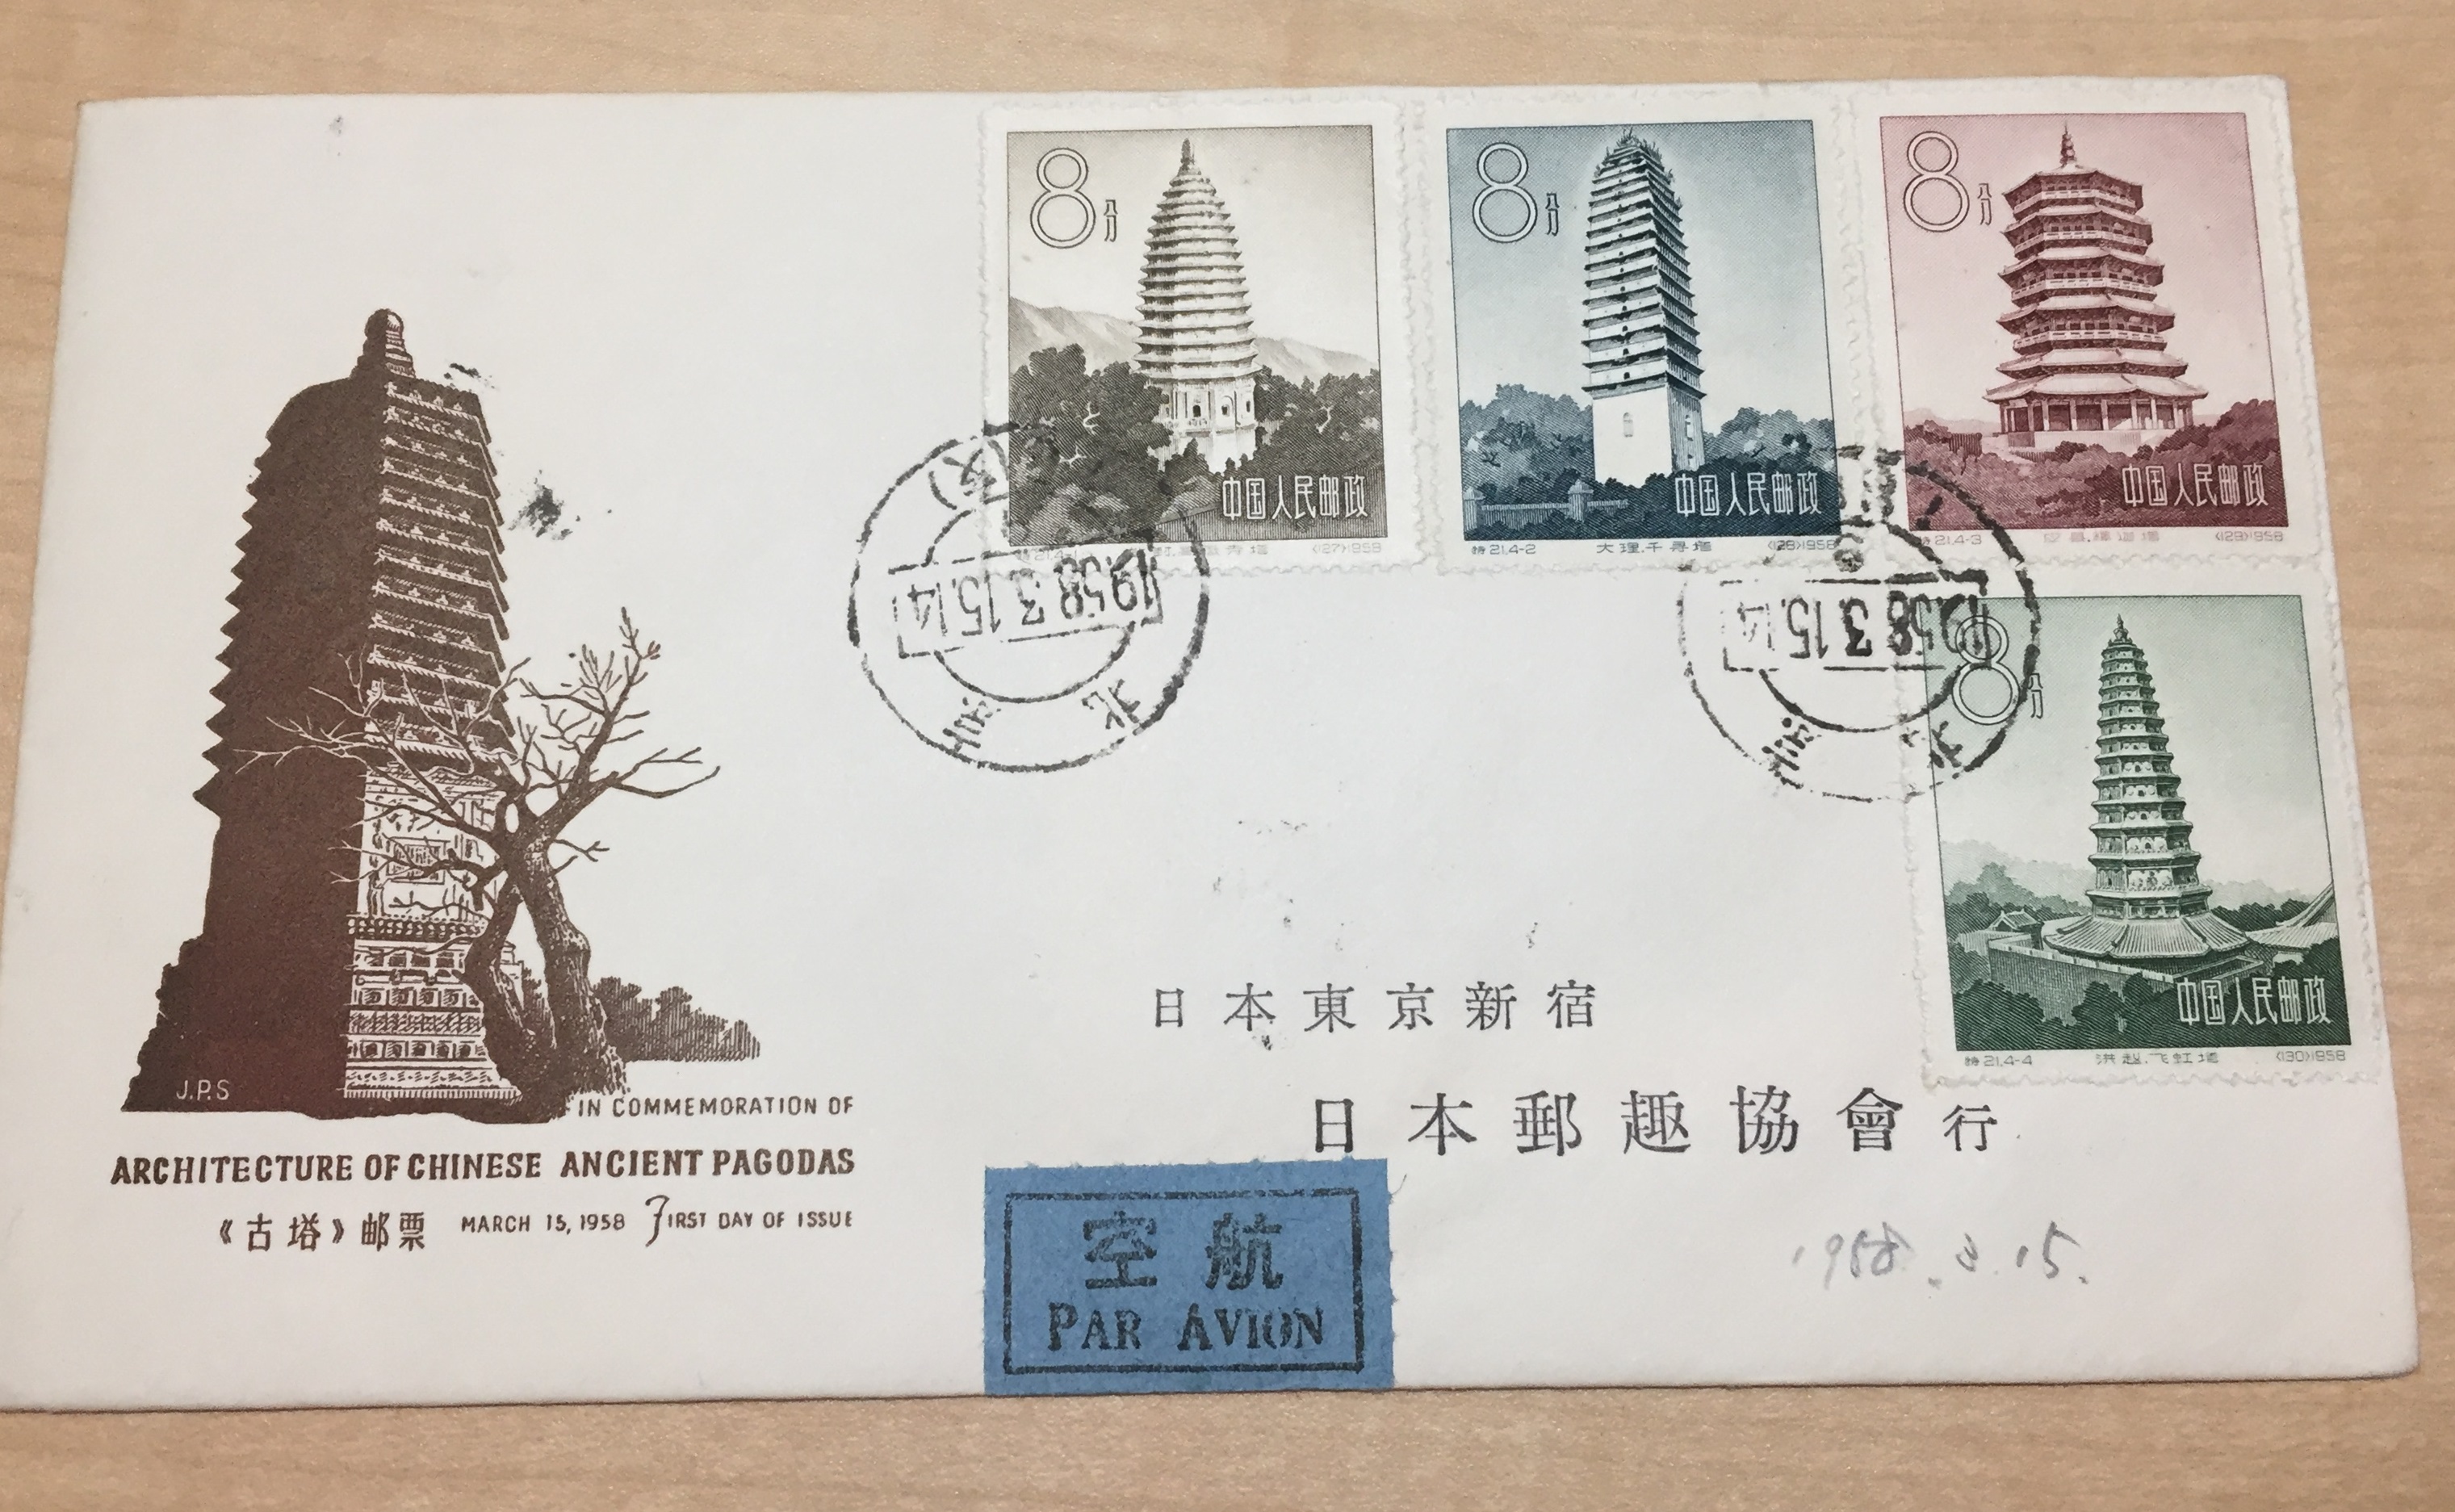 8分
中国人民邮政
(127)1958
8分
中国人民邮政
特21.4-2 大理.千寻塔 (128)1958
8分
中国人民邮政
特21.4-3 (129)1958
8分
中国人民邮政
特21.4-4 洪赵.飞虹塔 (130)1958
北京
1958.3.15.14
北京
1958.3.15.14
日本東京新宿
日本郵趣協會行
J.P.S
IN COMMEMORATION OF
ARCHITECTURE OF CHINESE ANCIENT PAGODAS
《古塔》邮票 MARCH 15, 1958 FIRST DAY OF ISSUE
空航
PAR AVION
1958.3.15.